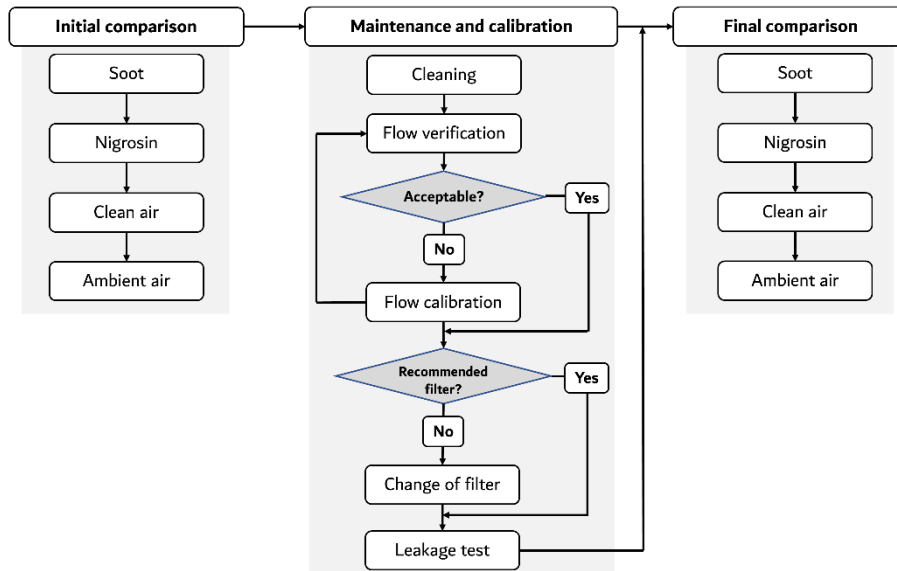 Initial comparison
Soot
Nigrosin
Clean air
Ambient air
Maintenance and calibration
Cleaning
Flow verification
Acceptable?
Yes
No
Flow calibration
Recommended
filter?
Yes
No
Change of filter
Leakage test
Final comparison
Soot
Nigrosin
Clean air
Ambient air